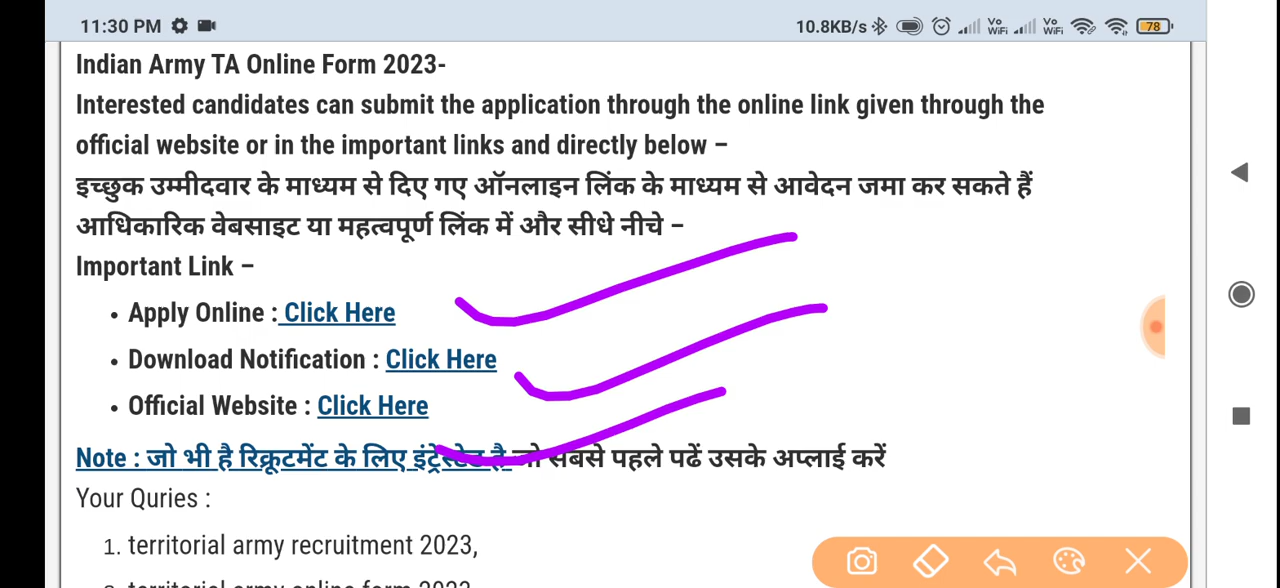 11:30 PM 10.8KB/s Vo WiFi Vo WiFi 78
Indian Army TA Online Form 2023-
Interested candidates can submit the application through the online link given through the
official website or in the important links and directly below –
इच्छुक उम्मीदवार के माध्यम से दिए गए ऑनलाइन लिंक के माध्यम से आवेदन जमा कर सकते हैं
आधिकारिक वेबसाइट या महत्वपूर्ण लिंक में और सीधे नीचे –
Important Link –
• Apply Online : Click Here
• Download Notification : Click Here
• Official Website : Click Here
Note : जो भी है रिक्रूटमेंट के लिए इंट्रेस्टेड है सबसे पहले पढें उसके अप्लाई करें
Your Quries :
1. territorial army recruitment 2023,